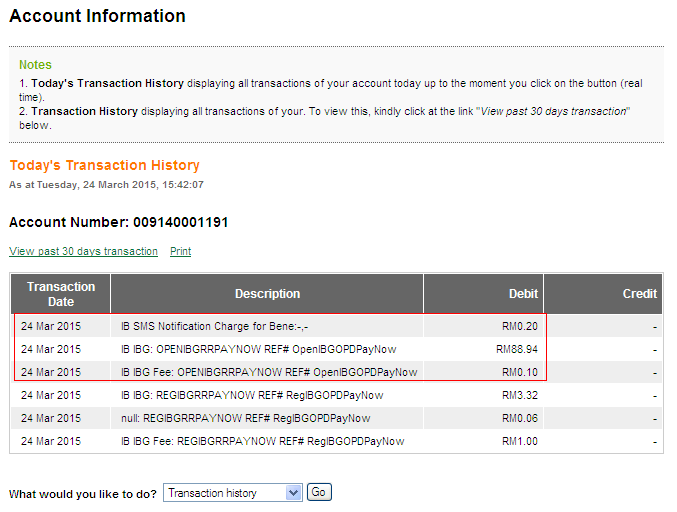 Account Information
Notes
1. Today's Transaction History displaying all transactions of your account today up to the moment you click on the button (real
time).
2. Transaction History displaying all transactions of your. To view this, kindly click at the link "View past 30 days transaction"
below.
Today's Transaction History
As at Tuesday, 24 March 2015, 15:42:07
Account Number: 009140001191
View past 30 days transaction Print
Transaction Date Description Debit Credit
24 Mar 2015 IB SMS Notification Charge for Bene:-,- RM0.20 -
24 Mar 2015 IB IBG: OPENIBGRRPAYNOW REF# OpenIBGOPDPayNow RM88.94 -
24 Mar 2015 IB IBG Fee: OPENIBGRRPAYNOW REF# OpenIBGOPDPayNow RM0.10 -
24 Mar 2015 IB IBG: REGIBGRRPAYNOW REF# RegIBGOPDPayNow RM3.32 -
24 Mar 2015 null: REGIBGRRPAYNOW REF# RegIBGOPDPayNow RM0.06 -
24 Mar 2015 IB IBG Fee: REGIBGRRPAYNOW REF# RegIBGOPDPayNow RM1.00 -
What would you like to do? Transaction history Go